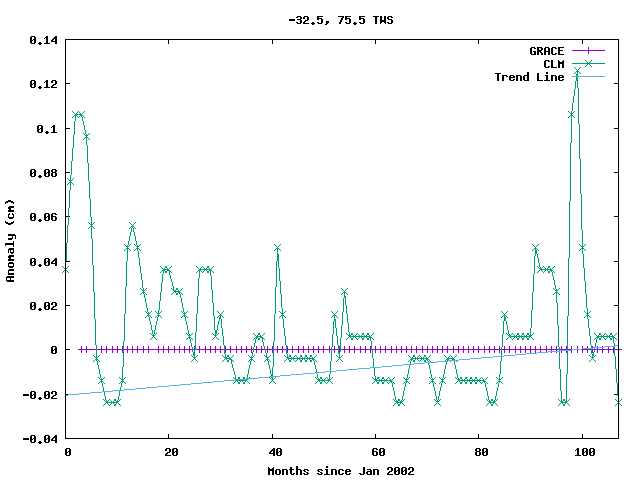 -32.5, 75.5 TWS
GRACE
CLM
Trend Line
0.14
0.12
0.1
0.08
0.06
0.04
0.02
0
-0.02
-0.04
Anomaly (cm)
0 20 40 60 80 100
Months since Jan 2002